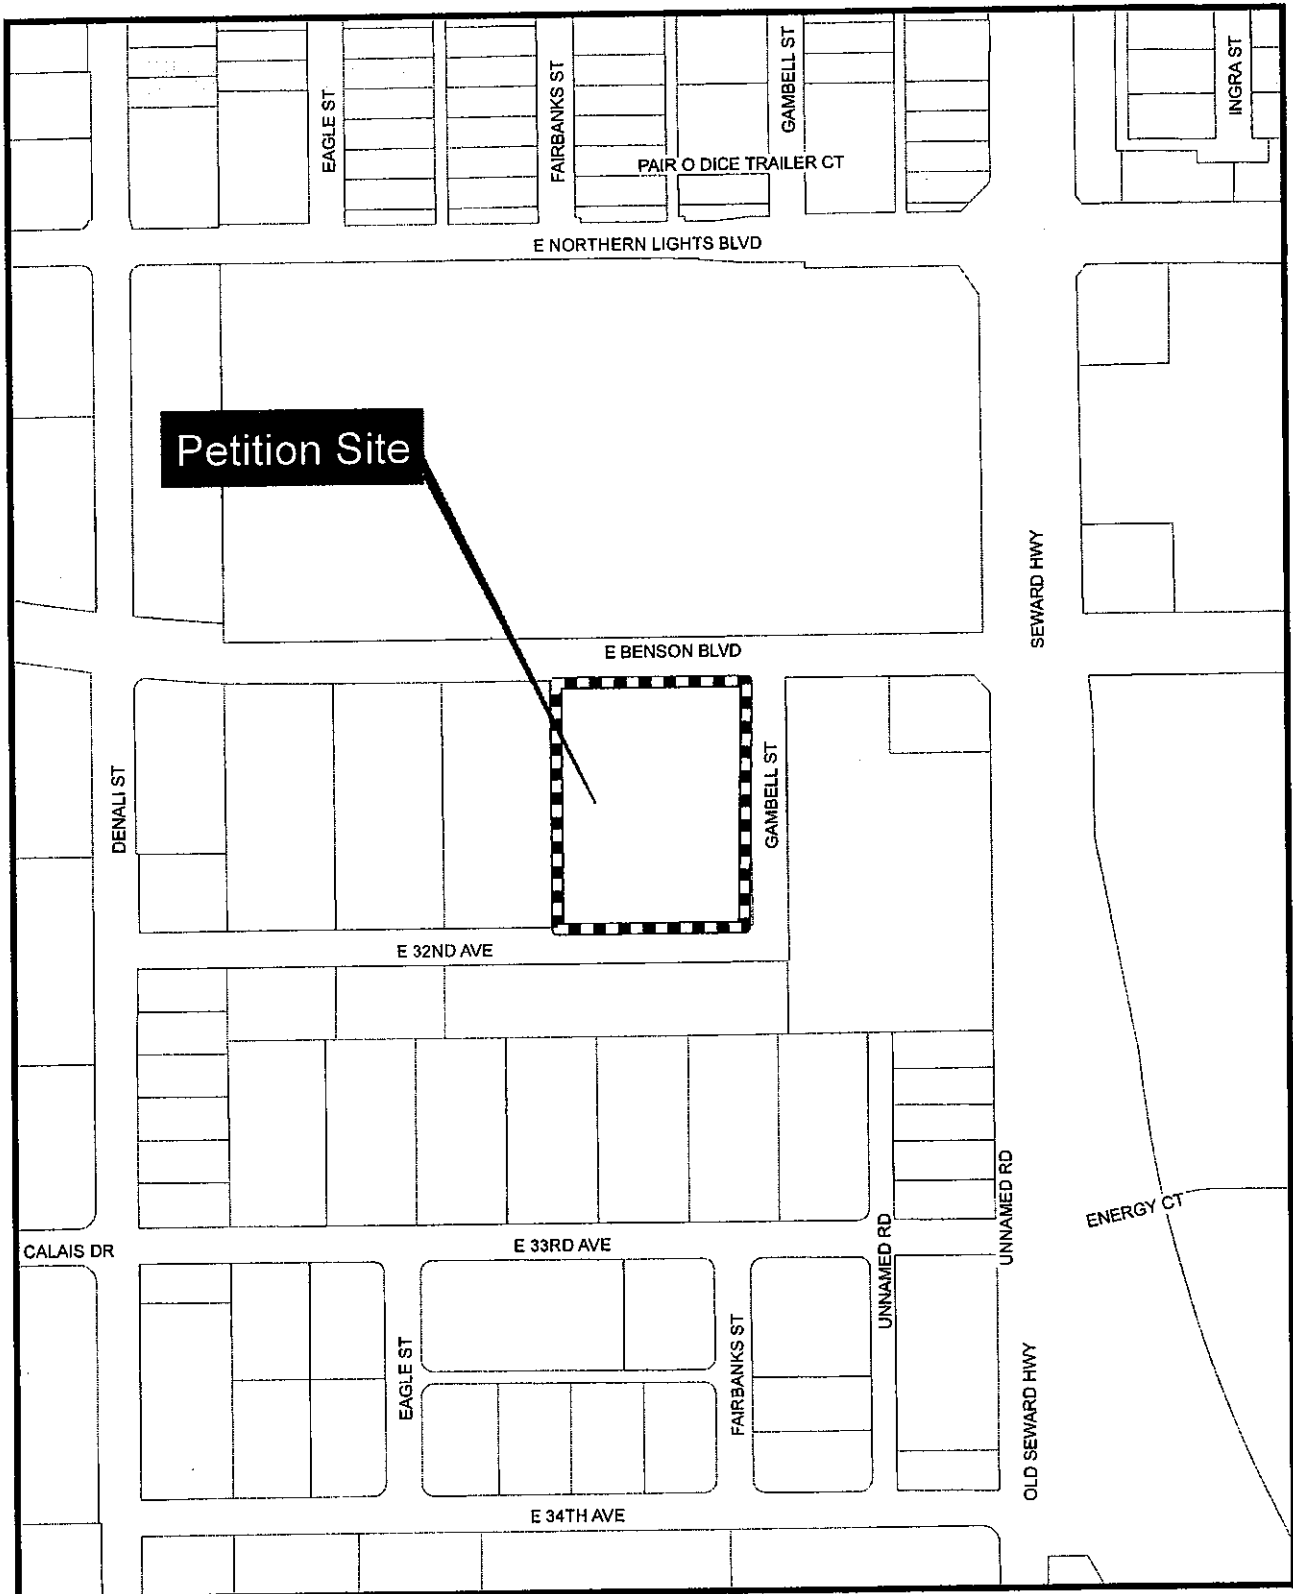 INGRA ST
GAMBELL ST
FAIRBANKS ST
EAGLE ST
PAIR O DICE TRAILER CT
E NORTHERN LIGHTS BLVD
Petition Site
SEWARD HWY
E BENSON BLVD
DENALI ST
GAMBELL ST
E 32ND AVE
UNNAMED RD
ENERGY CT
CALAIS DR
E 33RD AVE
UNNAMED RD
EAGLE ST
FAIRBANKS ST
OLD SEWARD HWY
E 34TH AVE